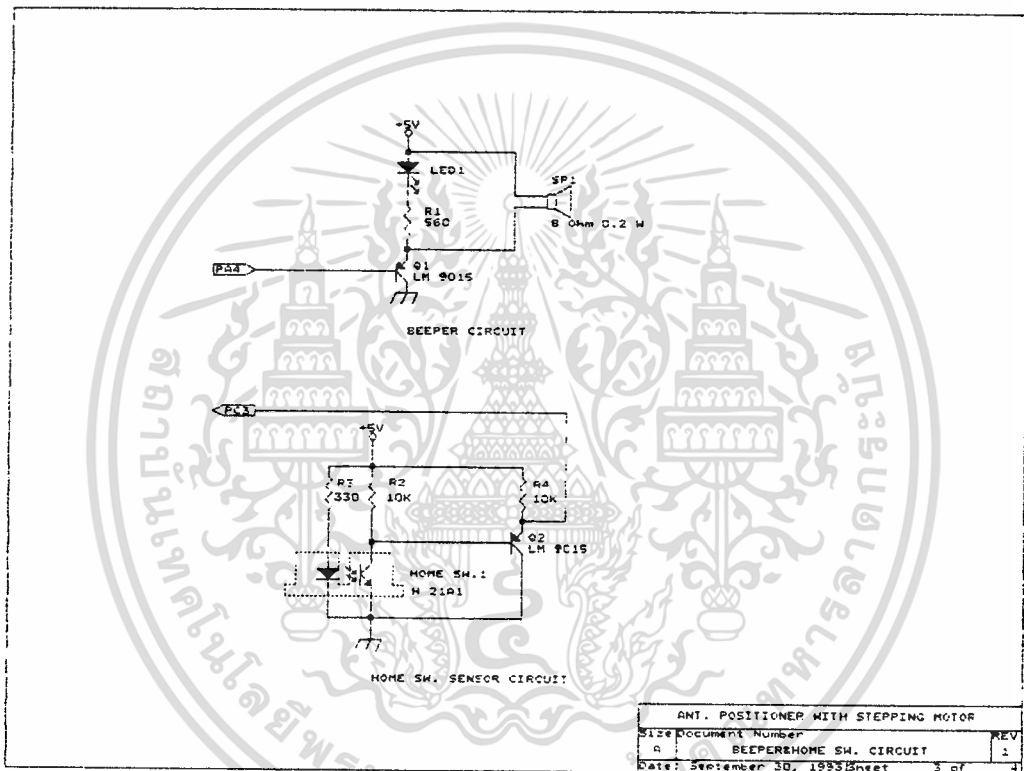 +5V
LED1
SP1
R1
560
8 Ohm 0.2 W
PA4
Q1
LM 9015
BEEPER CIRCUIT
PC3
+5V
R3
330
R2
10K
R4
10K
Q2
LM 9015
HOME SW.1
H 21A1
HOME SW. SENSOR CIRCUIT
ANT. POSITIONER WITH STEPPING MOTOR
Size Document Number REV
A BEEPER&HOME SW. CIRCUIT 1
Date: September 30, 1993 Sheet 3 of 4